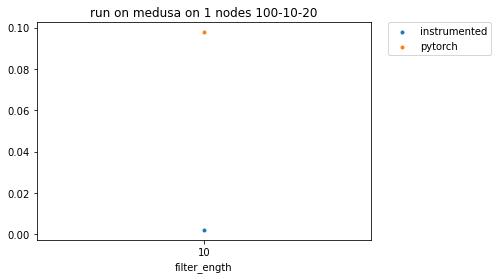 run on medusa on 1 nodes 100-10-20
0.10
0.08
0.06
0.04
0.02
0.00
10
filter_ength
instrumented
pytorch